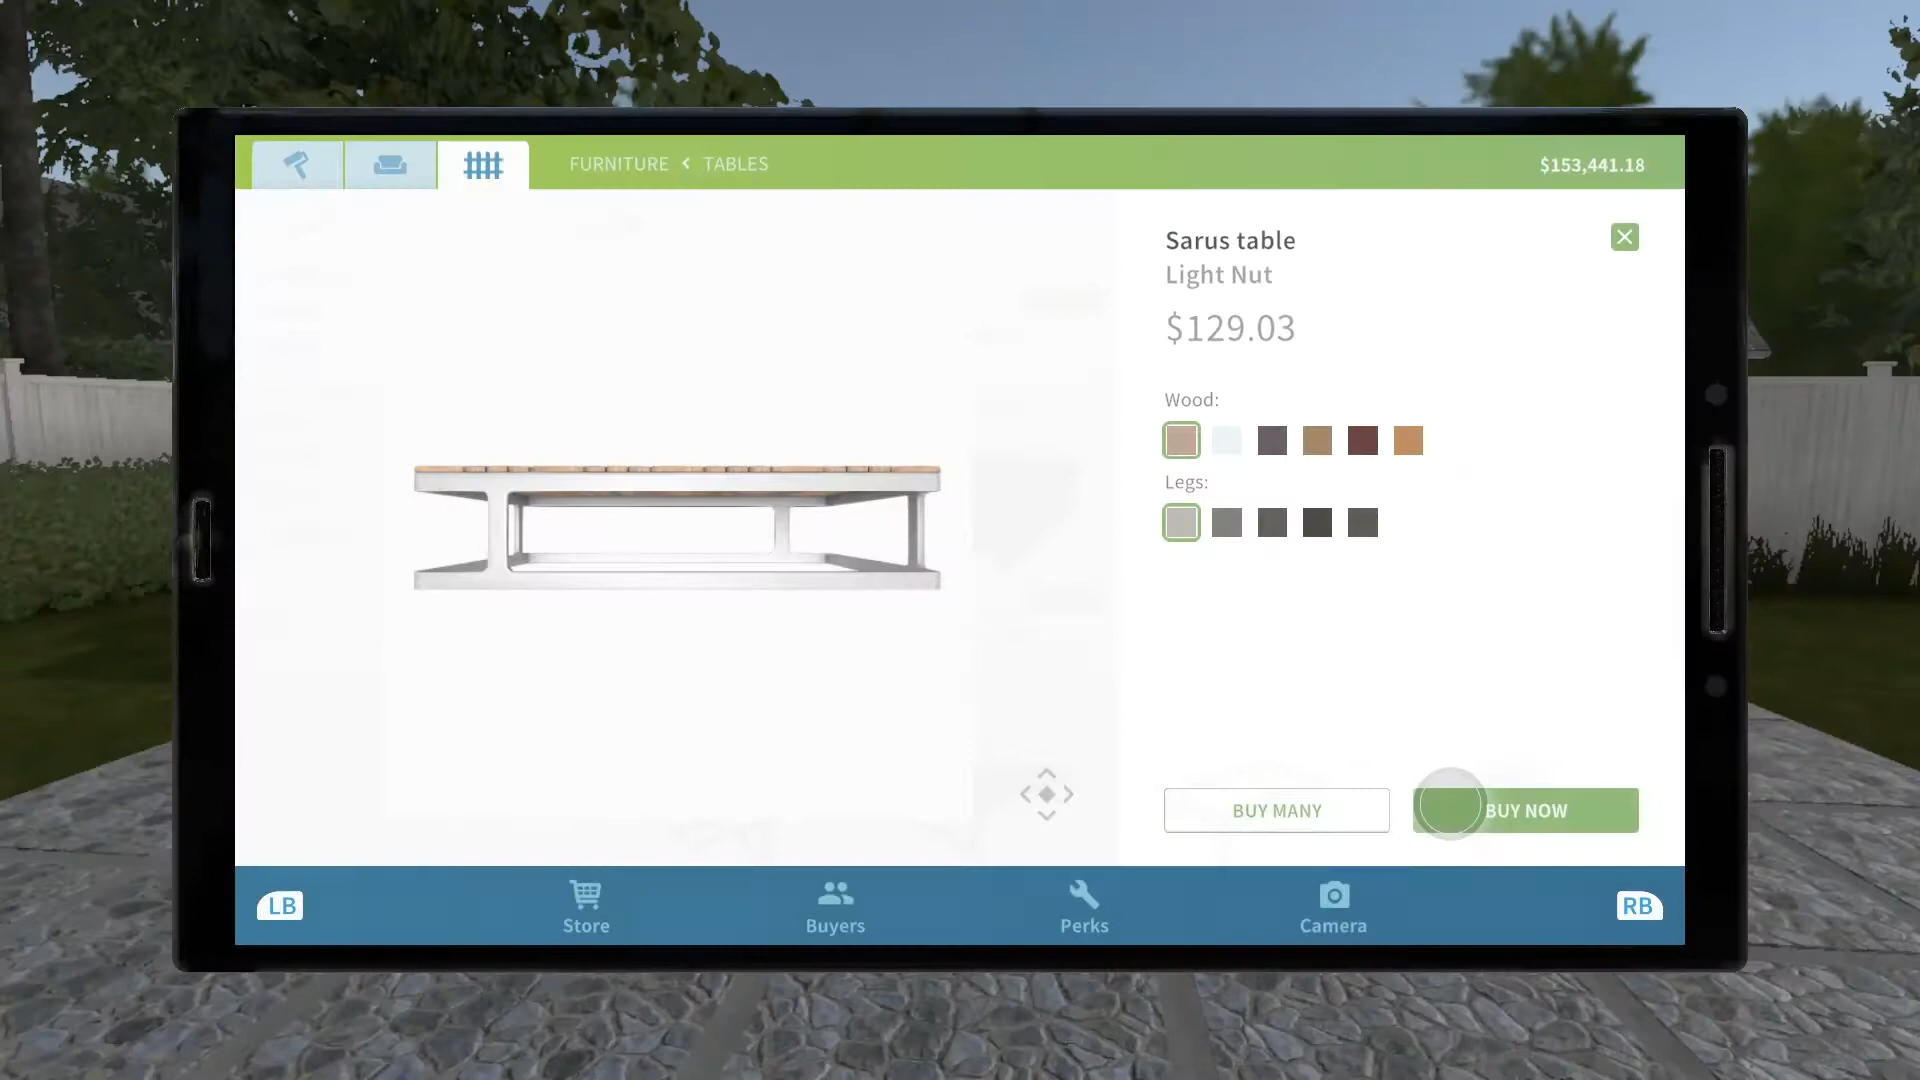 FURNITURE < TABLES
$153,441.18
Sarus table
Light Nut
$129.03
Wood:
Legs:
BUY MANY
BUY NOW
LB
Store
Buyers
Perks
Camera
RB